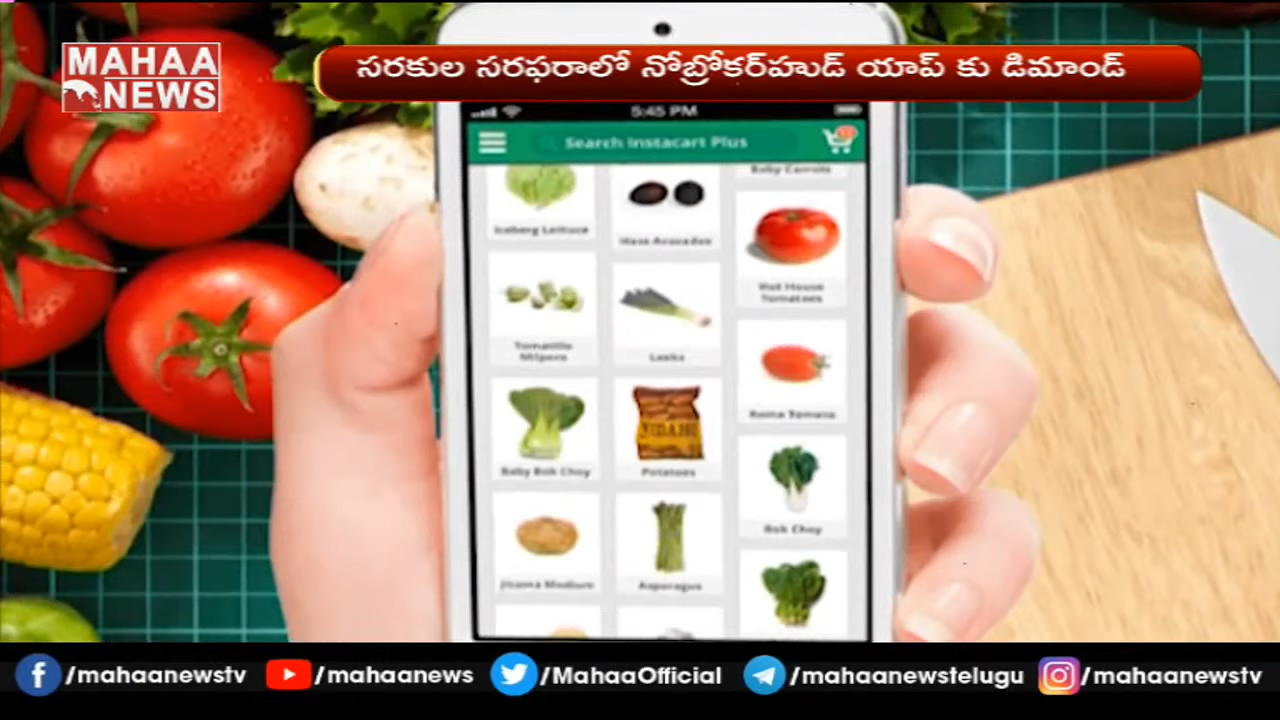 MAHAA
NEWS
సరకుల సరఫరాలో నోబ్రోకర్‌హుడ్ యాప్ కు డిమాండ్
5:45 PM
Search Instacart Plus
Baby Carrots
Iceberg Lettuce
Hass Avocados
Hot House
Tomatoes
Tomatillo
Milpero
Leeks
Roma Tomato
IDAHO
Baby Bok Choy
Potatoes
Bok Choy
Jicama Medium
Asparagus
/mahaanewstv
/mahaanews
/MahaaOfficial
/mahaanewstelugu
/mahaanewstv